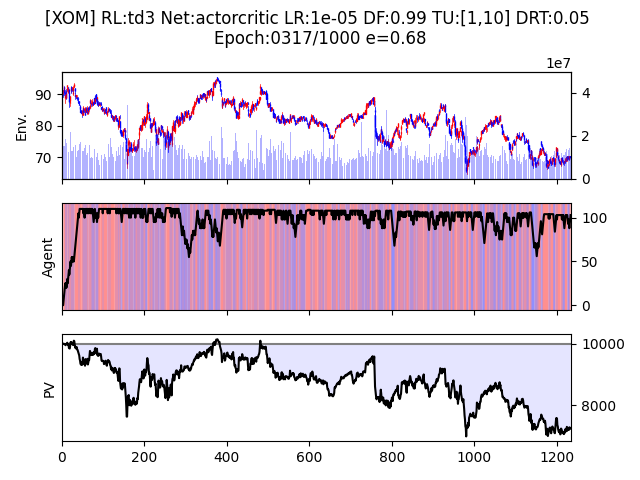 [XOM] RL:td3 Net:actorcritic LR:1e-05 DF:0.99 TU:[1,10] DRT:0.05
Epoch:0317/1000 e=0.68
1e7
90
80
70
Env.
4
2
0
Agent
100
50
0
PV
10000
8000
0 200 400 600 800 1000 1200